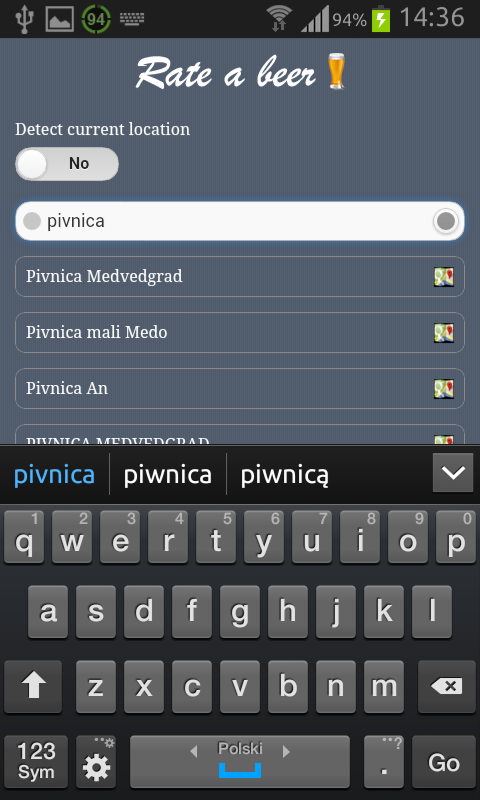 94 94% 14:36
Rate a beer
Detect current location
No
pivnica
Pivnica Medvedgrad
Pivnica mali Medo
Pivnica An
PIVNICA MEDVEDGRAD
pivnica piwnica piwnicą
1 2 3 4 5 6 7 8 9 0
q w e r t y u i o p
a s d f g h j k l
z x c v b n m
123 Sym Polski . ...? Go